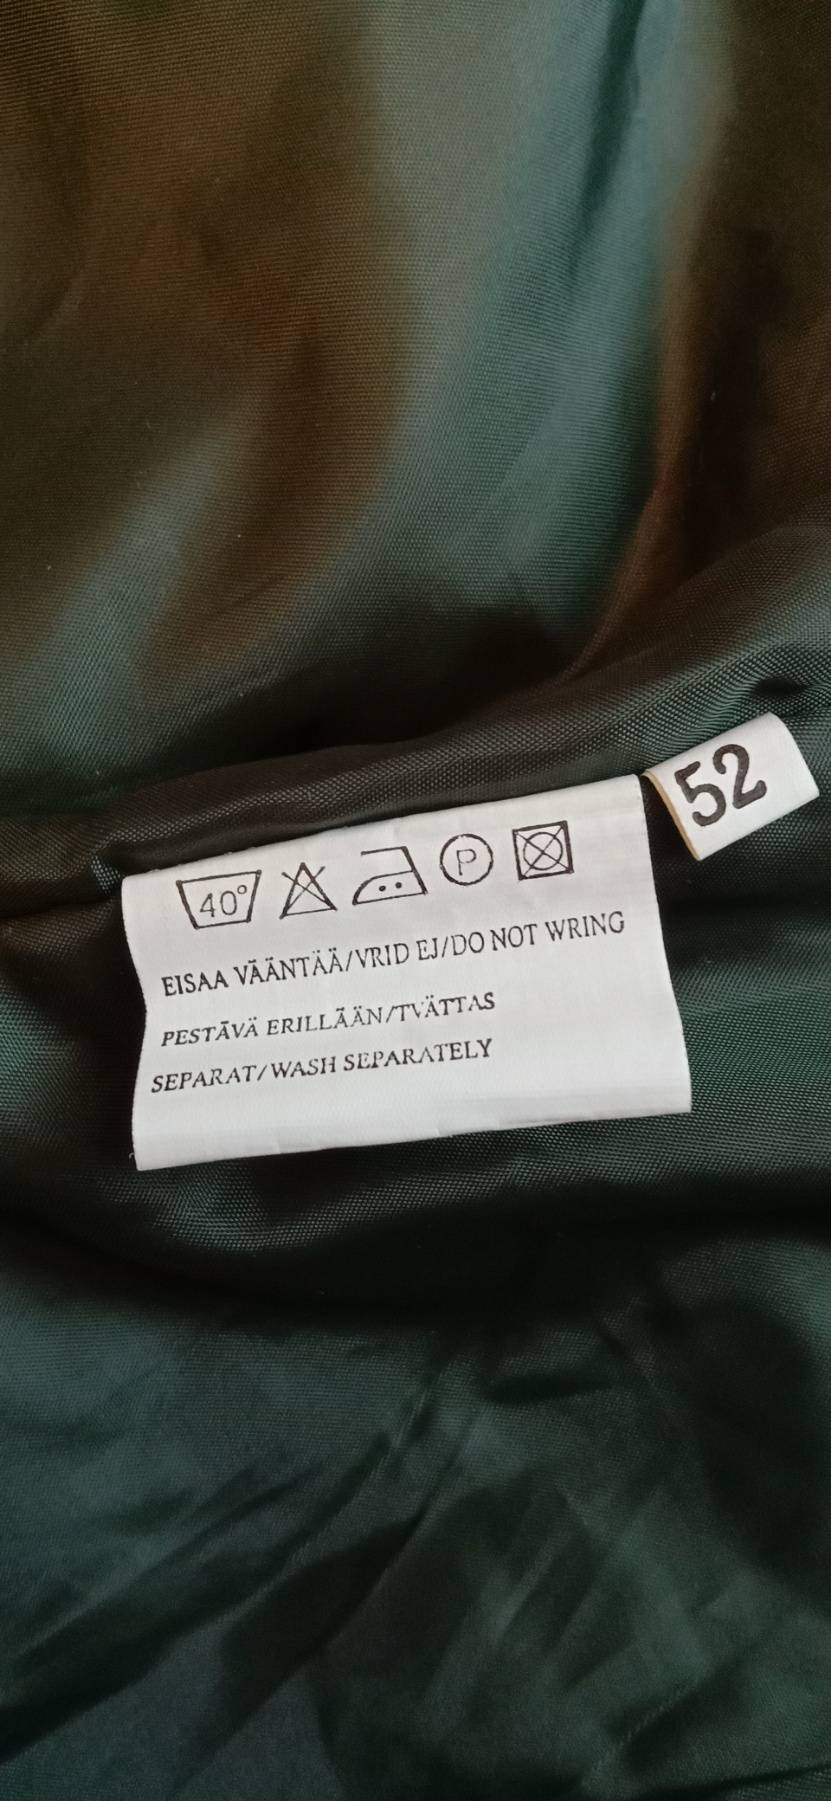 52
40°
P
EISAA VÄÄNTÄÄ/VRID EJ/DO NOT WRING
PESTÄVÄ ERILLÄÄN/TVÄTTAS
SEPARAT/WASH SEPARATELY